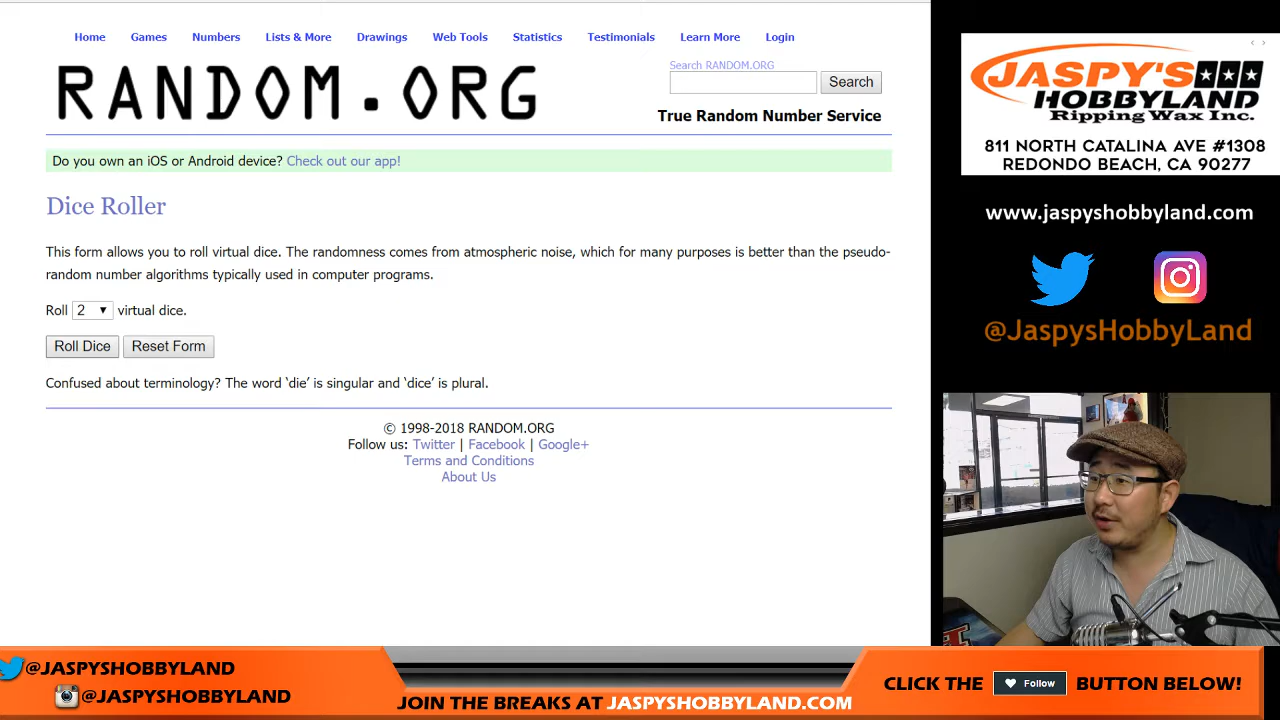 Home Games Numbers Lists & More Drawings Web Tools Statistics Testimonials Learn More Login
RANDOM.ORG
Search RANDOM.ORG
Search
True Random Number Service
Do you own an iOS or Android device? Check out our app!
Dice Roller
This form allows you to roll virtual dice. The randomness comes from atmospheric noise, which for many purposes is better than the pseudo-
random number algorithms typically used in computer programs.
Roll 2 virtual dice.
Roll Dice Reset Form
Confused about terminology? The word ‘die’ is singular and ‘dice’ is plural.
© 1998-2018 RANDOM.ORG
Follow us: Twitter | Facebook | Google+
Terms and Conditions
About Us
JASPY'S
HOBBYLAND
Ripping Wax Inc.
811 NORTH CATALINA AVE #1308
REDONDO BEACH, CA 90277
www.jaspyshobbyland.com
@JaspysHobbyLand
@JASPYSHOBBYLAND
@JASPYSHOBBYLAND
JOIN THE BREAKS AT JASPYSHOBBYLAND.COM
CLICK THE Follow BUTTON BELOW!